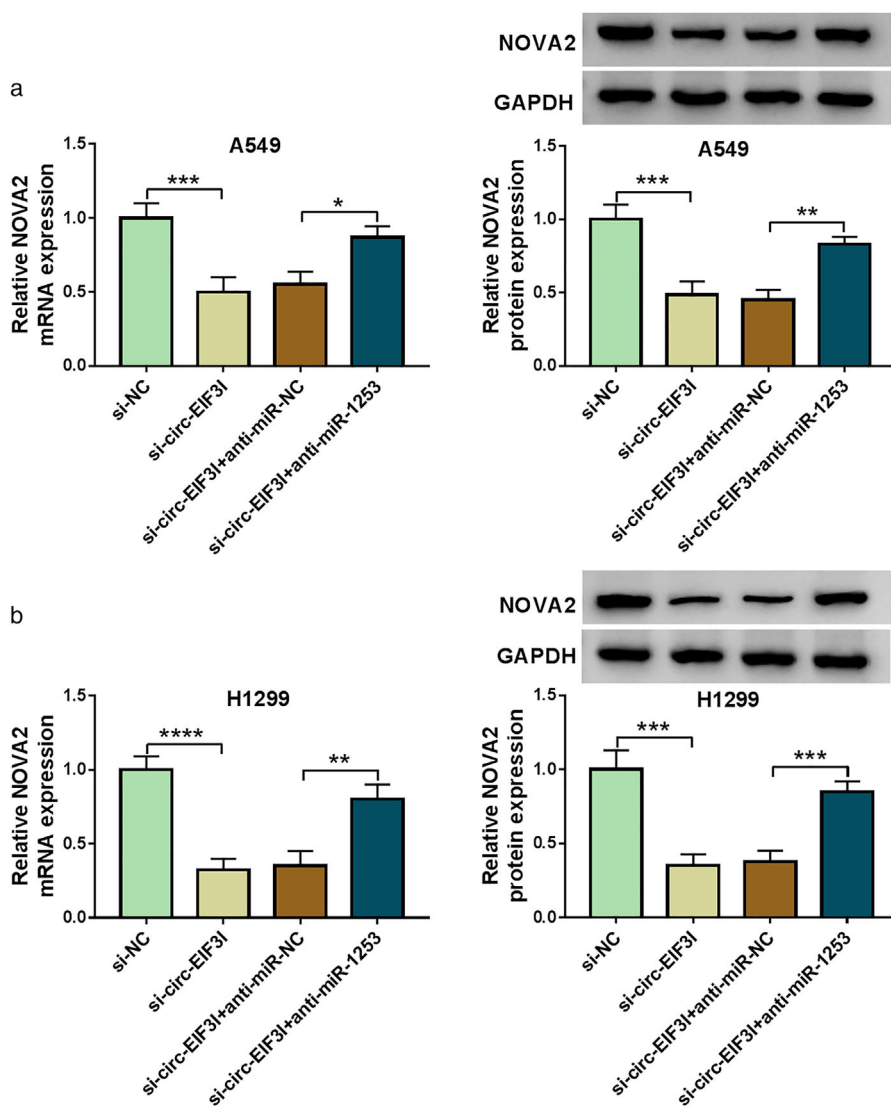 a
NOVA2
GAPDH
A549
Relative NOVA2
mRNA expression
1.5
1.0
0.5
0.0
***
*
si-NC
si-circ-EIF3I
si-circ-EIF3I+anti-miR-NC
si-circ-EIF3I+anti-miR-1253
A549
Relative NOVA2
protein expression
1.5
1.0
0.5
0.0
***
**
si-NC
si-circ-EIF3I
si-circ-EIF3I+anti-miR-NC
si-circ-EIF3I+anti-miR-1253
b
NOVA2
GAPDH
H1299
Relative NOVA2
mRNA expression
1.5
1.0
0.5
0.0
****
**
si-NC
si-circ-EIF3I
si-circ-EIF3I+anti-miR-NC
si-circ-EIF3I+anti-miR-1253
H1299
Relative NOVA2
protein expression
1.5
1.0
0.5
0.0
***
***
si-NC
si-circ-EIF3I
si-circ-EIF3I+anti-miR-NC
si-circ-EIF3I+anti-miR-1253